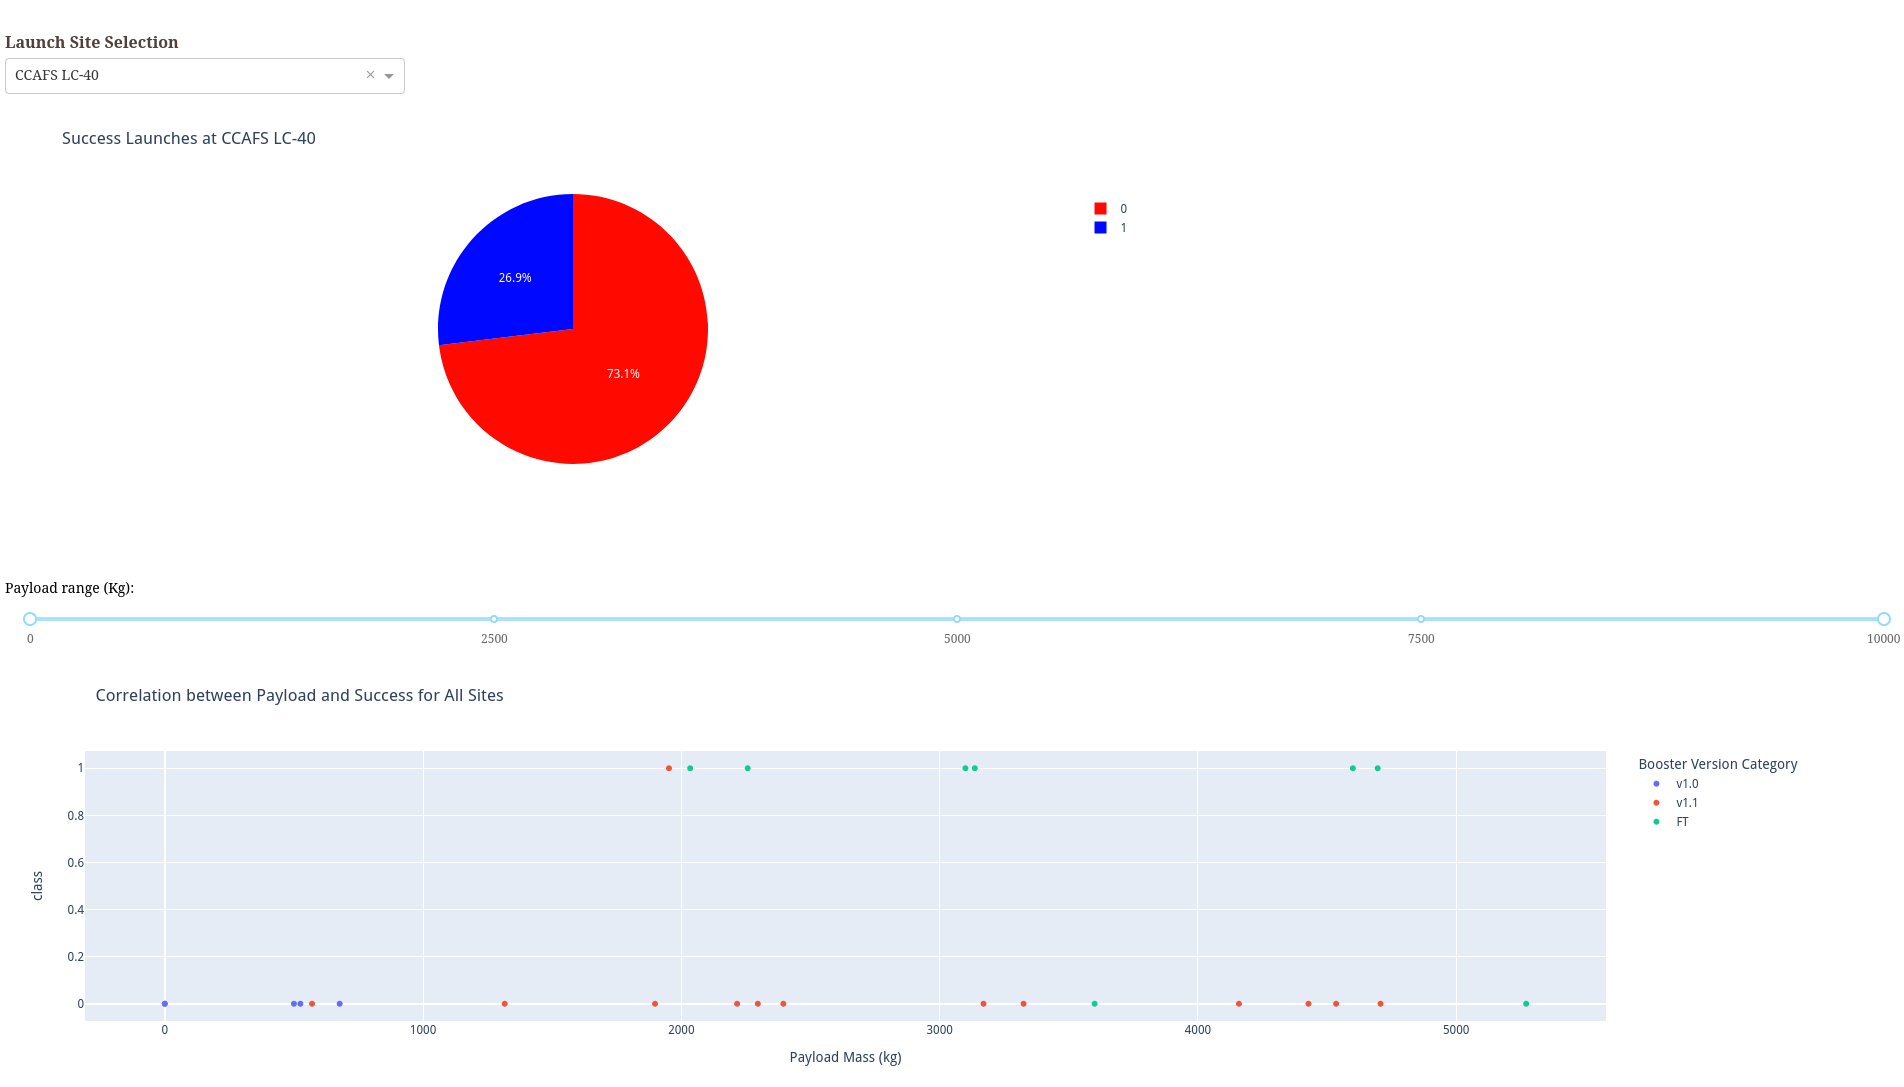 Launch Site Selection
CCAFS LC-40 ×
Success Launches at CCAFS LC-40
0
1
26.9%
73.1%
Payload range (Kg):
0 2500 5000 7500 10000
Correlation between Payload and Success for All Sites
Booster Version Category
v1.0
v1.1
FT
class
1
0.8
0.6
0.4
0.2
0
0 1000 2000 3000 4000 5000
Payload Mass (kg)